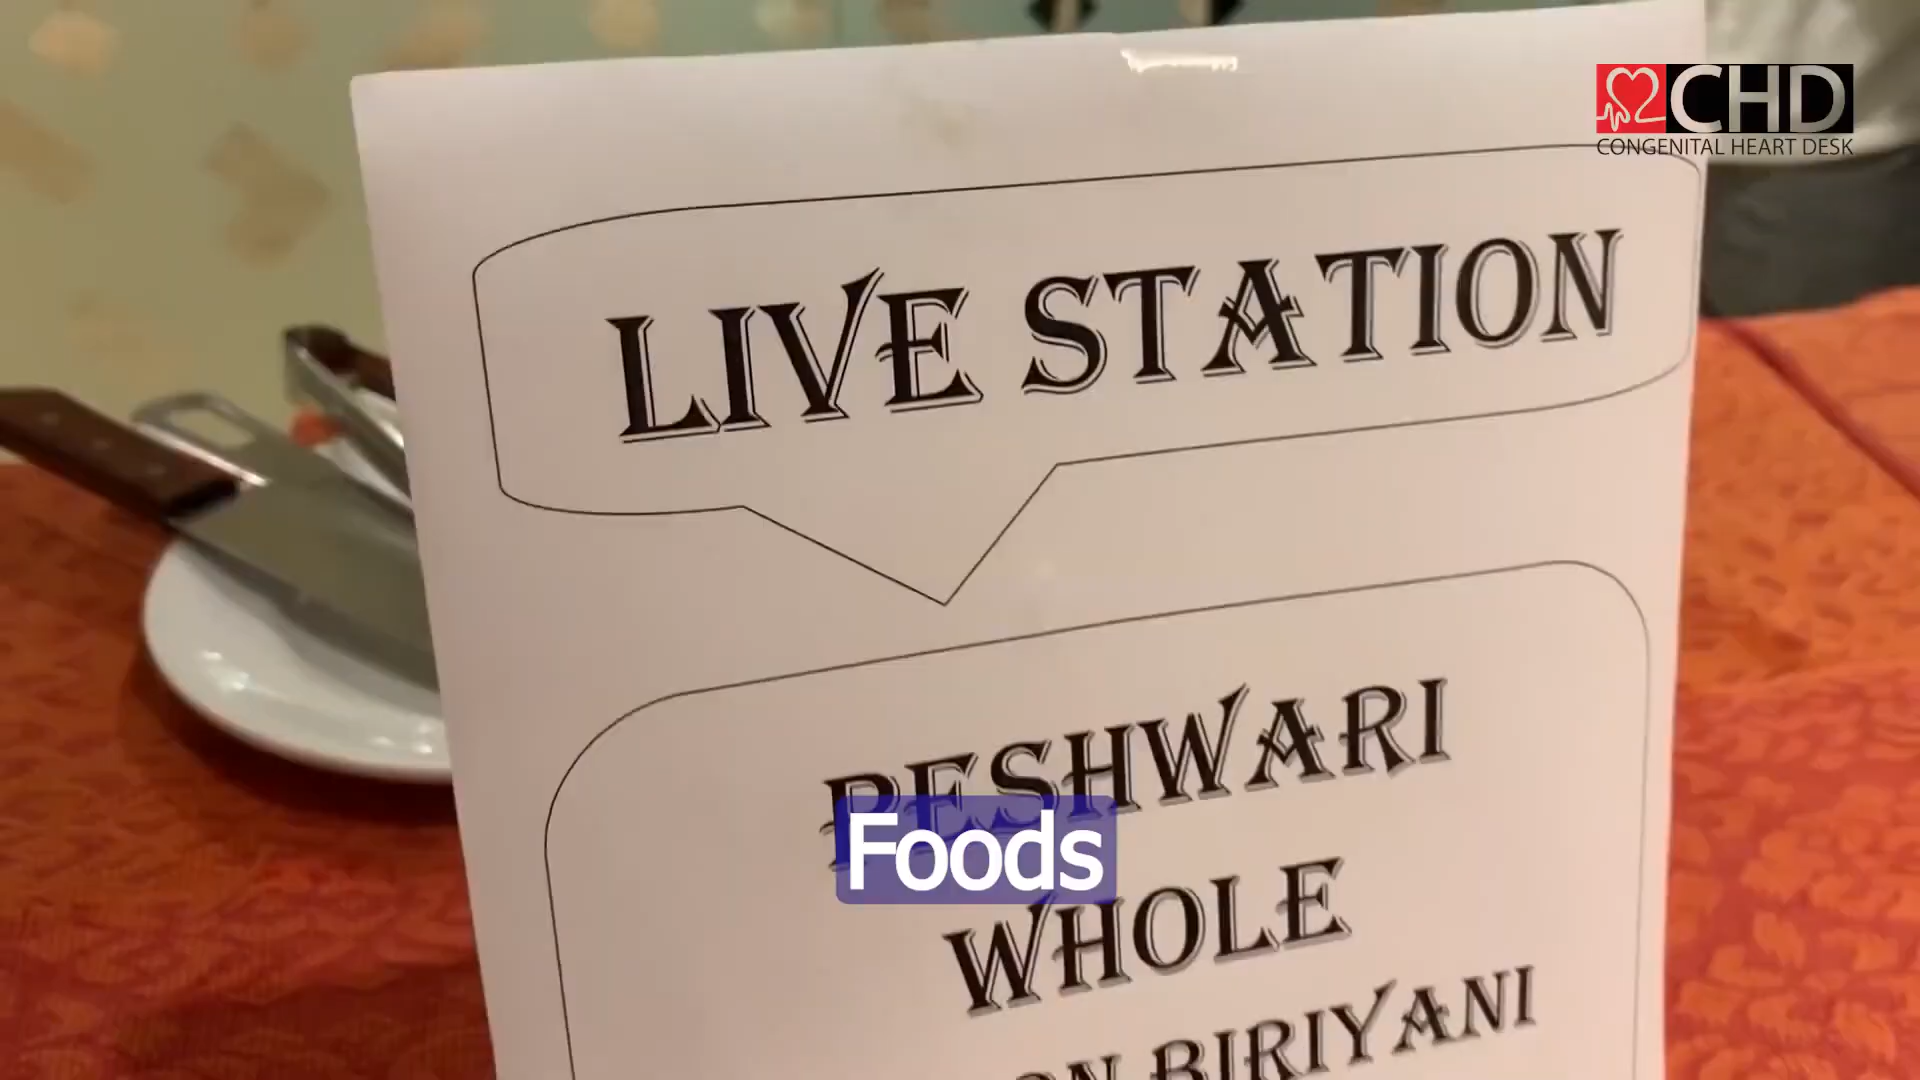 CHD
CONGENITAL HEART DESK
LIVE STATION
PESHWARI
Foods
WHOLE
BIRIYANI